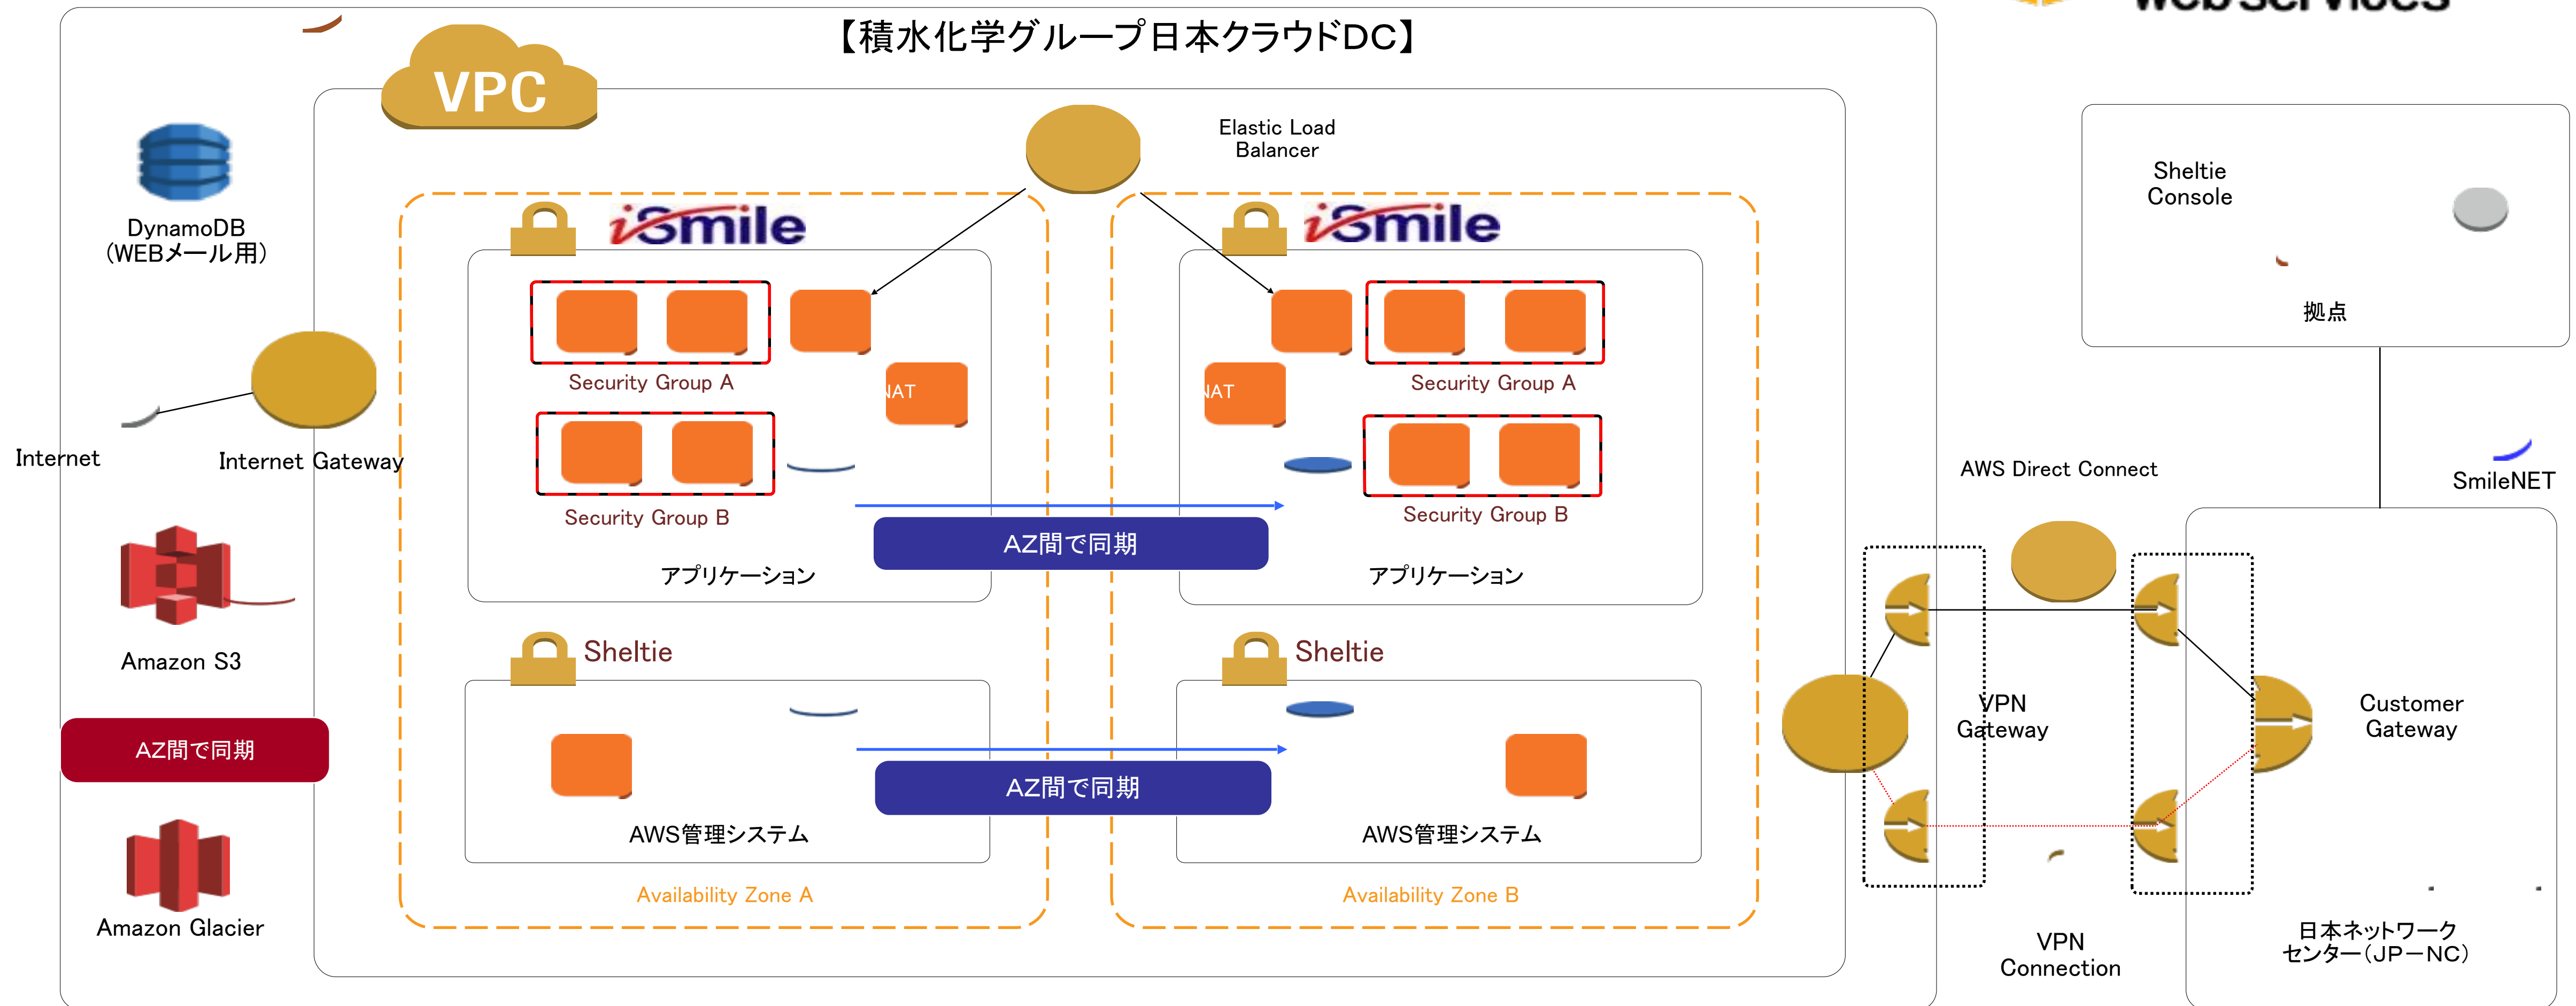 【積水化学グループ日本クラウドDC】
VPC
Elastic Load
Balancer
DynamoDB
(WEBメール用)
Internet
Internet Gateway
Amazon S3
AZ間で同期
Amazon Glacier
iSmile
Security Group A
NAT
Security Group B
アプリケーション
AZ間で同期
iSmile
Security Group A
NAT
Security Group B
アプリケーション
Sheltie
AWS管理システム
Availability Zone A
AZ間で同期
Sheltie
AWS管理システム
Availability Zone B
web services
Sheltie
Console
拠点
SmileNET
AWS Direct Connect
VPN
Gateway
Customer
Gateway
VPN
Connection
日本ネットワーク
センター(JP－NC)